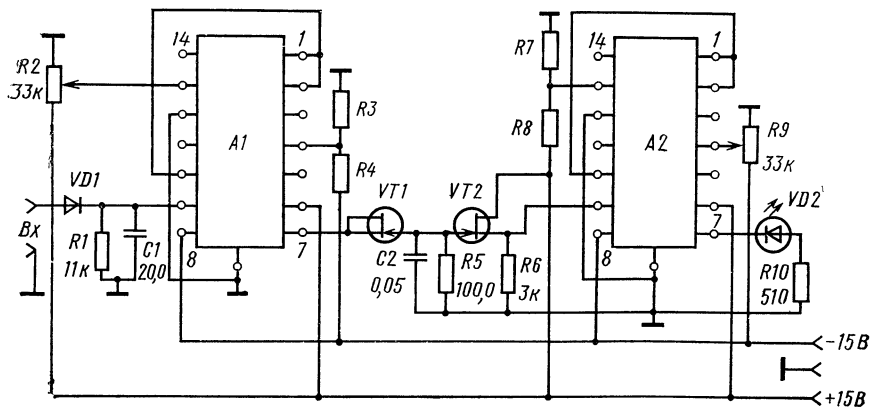 14
1
R2
33к
A1
R3
R4
VD1
Вх
R1
11к
C1
20,0
8
7
VT1
VT2
C2
0,05
R5
100,0
R6
3к
R7
R8
14
1
A2
R9
33к
VD2
8
7
R10
510
-15В
+15В